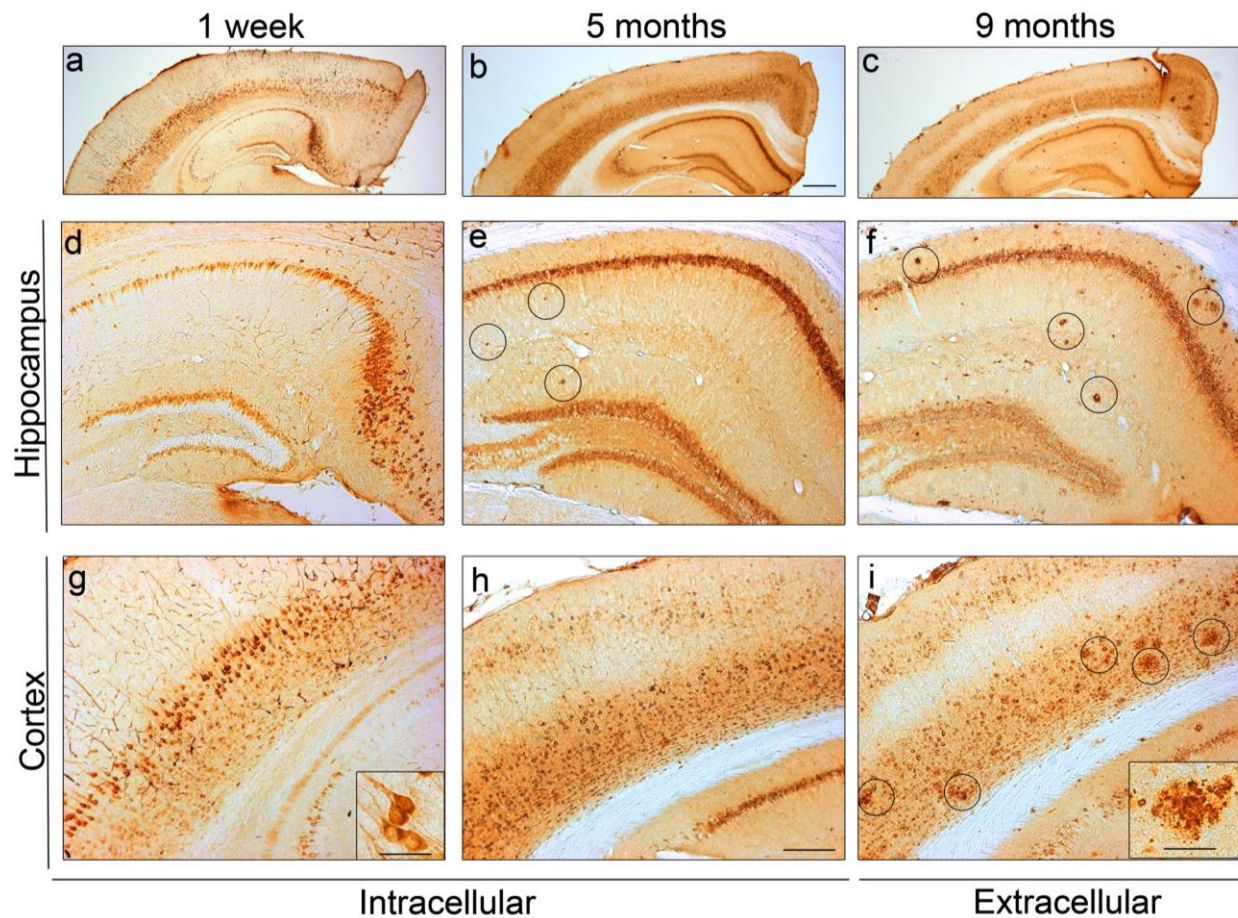 1 week 5 months 9 months
a b c
Hippocampus
d e f
Cortex
g h i
Intracellular Extracellular